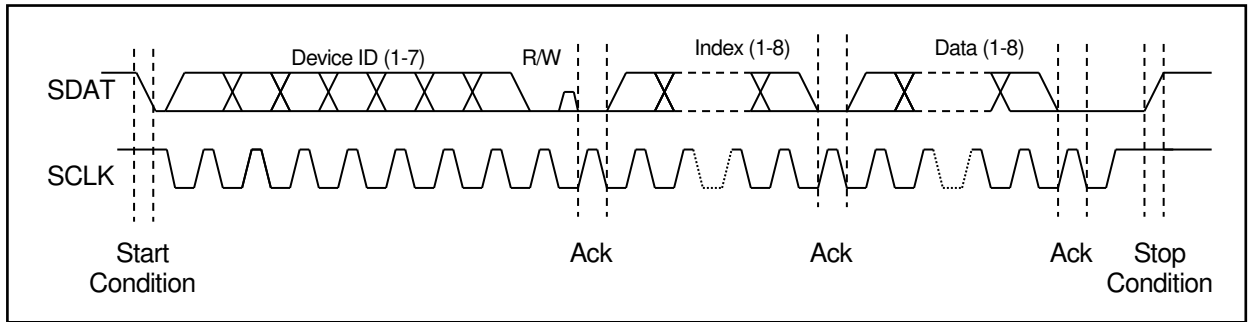 Device ID (1-7)
R/W
Index (1-8)
Data (1-8)
SDAT
SCLK
Start
Condition
Ack
Ack
Ack
Stop
Condition